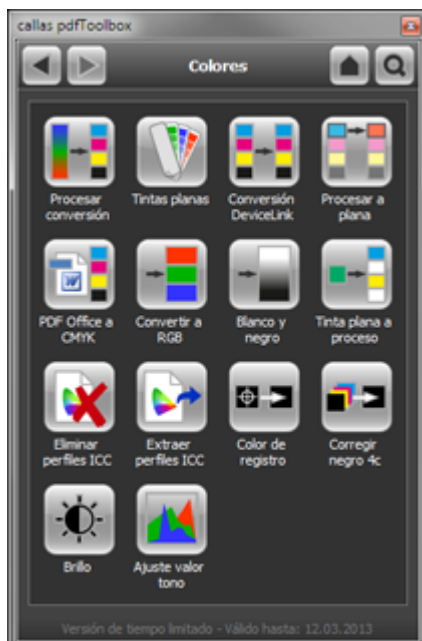 callas pdfToolbox
Colores
Procesar
conversión
Tintas planas
Conversión
DeviceLink
Procesar a
plana
PDF Office a
CMYK
Convertir a
RGB
Blanco y
negro
Tinta plana a
proceso
Eliminar
perfiles ICC
Extraer
perfiles ICC
Color de
registro
Corregir
negro 4c
Brillo
Ajuste valor
tono
Versión de tiempo limitado - Válido hasta: 12.03.2013